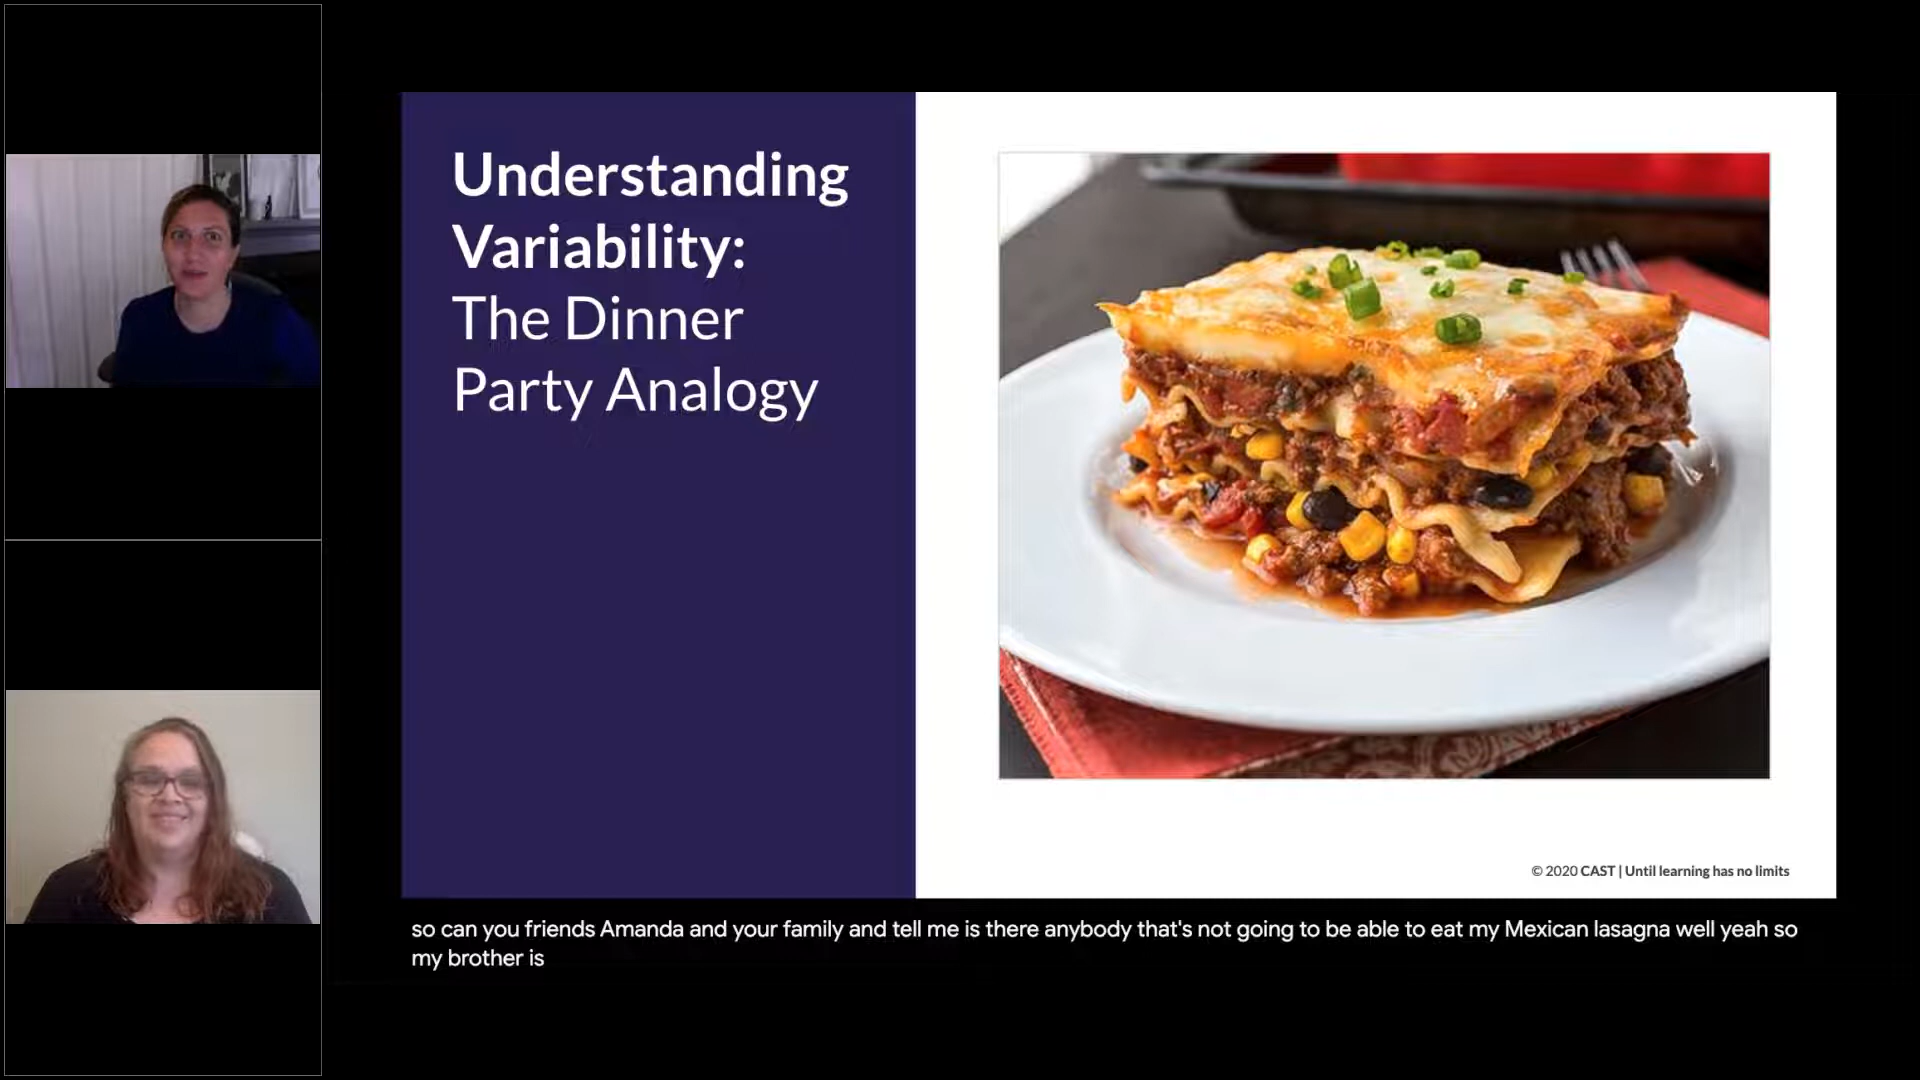 Understanding
Variability:
The Dinner
Party Analogy
© 2020 CAST | Until learning has no limits
so can you friends Amanda and your family and tell me is there anybody that's not going to be able to eat my Mexican lasagna well yeah so
my brother is